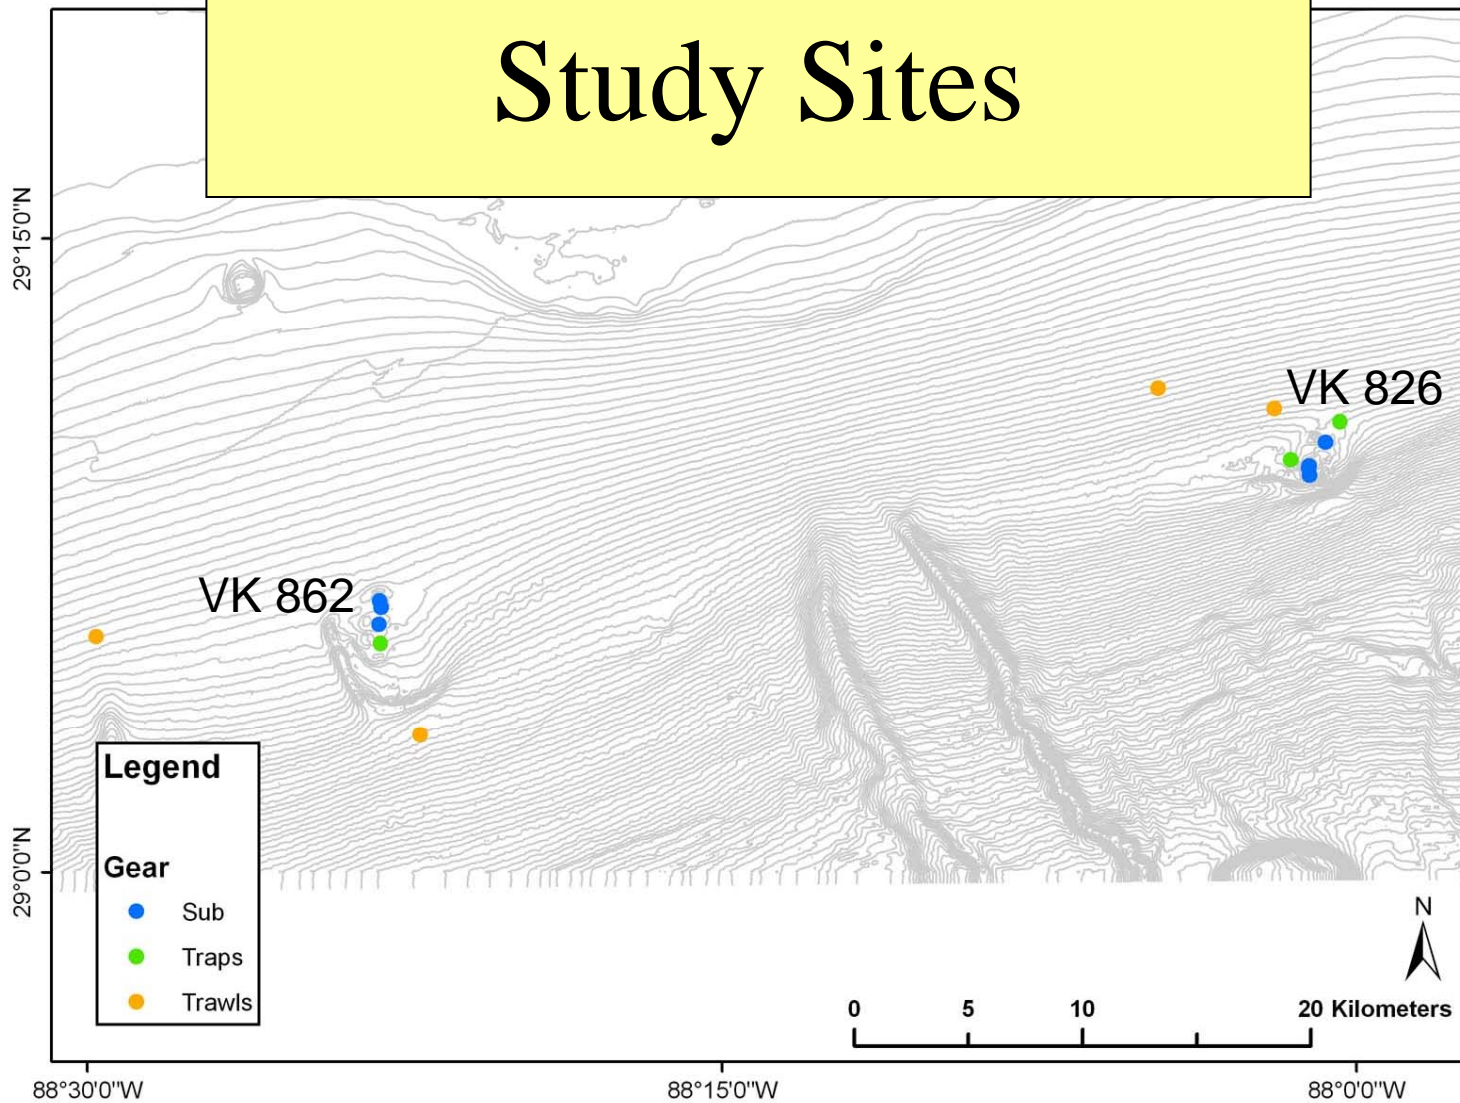 Study Sites
29°15'0"N
VK 826
VK 862
29°0'0"N
Legend
Gear
Sub
Traps
Trawls
N
0 5 10 20 Kilometers
88°30'0"W 88°15'0"W 88°0'0"W